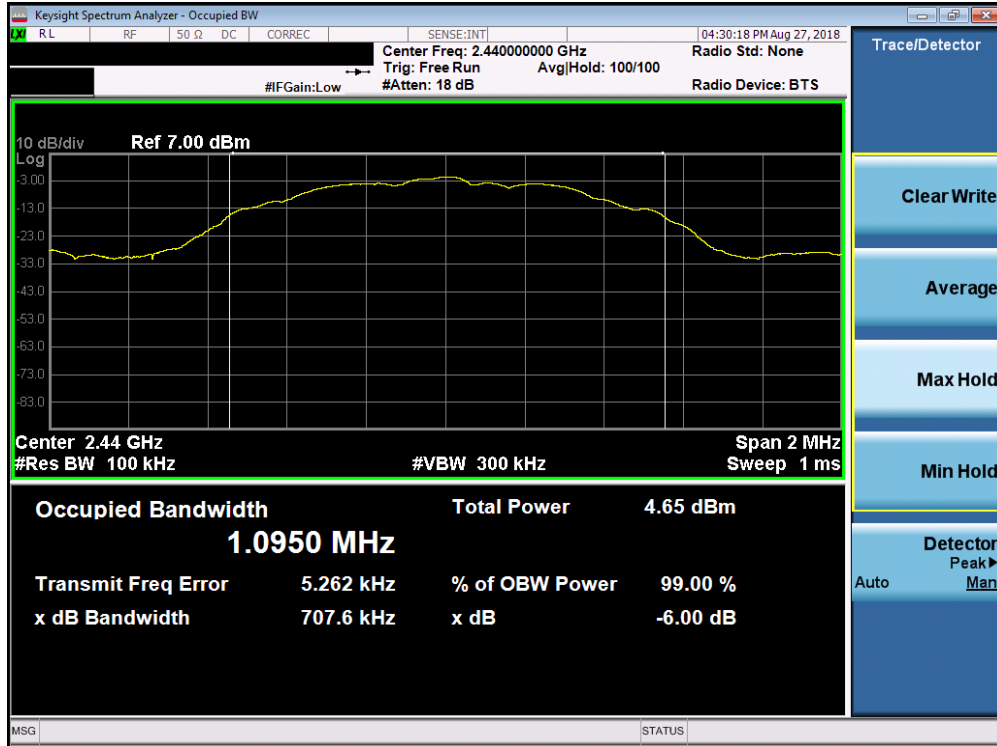 Keysight Spectrum Analyzer - Occupied BW
LXI RL RF 50 Ω DC CORREC SENSE:INT 04:30:18 PM Aug 27, 2018
Center Freq: 2.440000000 GHz Radio Std: None
Trig: Free Run Avg|Hold: 100/100
#IFGain:Low #Atten: 18 dB Radio Device: BTS
Trace/Detector
10 dB/div Ref 7.00 dBm
Log
-3.00
-13.0
-23.0
-33.0
-43.0
-53.0
-63.0
-73.0
-83.0
Center 2.44 GHz Span 2 MHz
#Res BW 100 kHz #VBW 300 kHz Sweep 1 ms
Occupied Bandwidth Total Power 4.65 dBm
1.0950 MHz
Transmit Freq Error 5.262 kHz % of OBW Power 99.00 %
x dB Bandwidth 707.6 kHz x dB -6.00 dB
Clear Write
Average
Max Hold
Min Hold
Detector
Peak▶
Auto Man
MSG STATUS